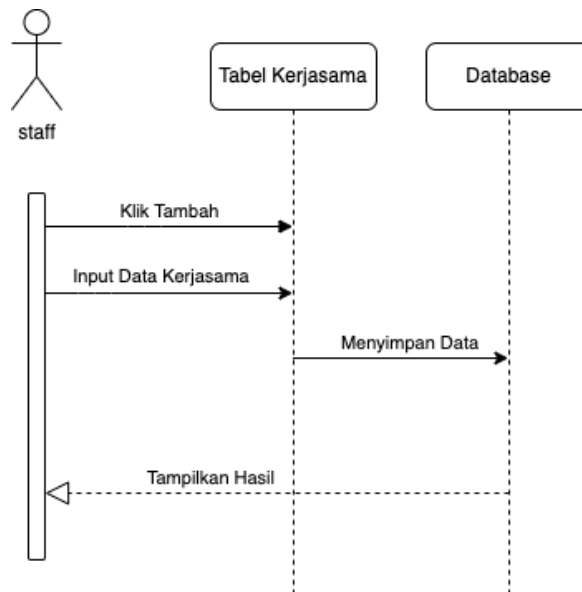 Tabel Kerjasama
Database
staff
Klik Tambah
Input Data Kerjasama
Menyimpan Data
Tampilkan Hasil